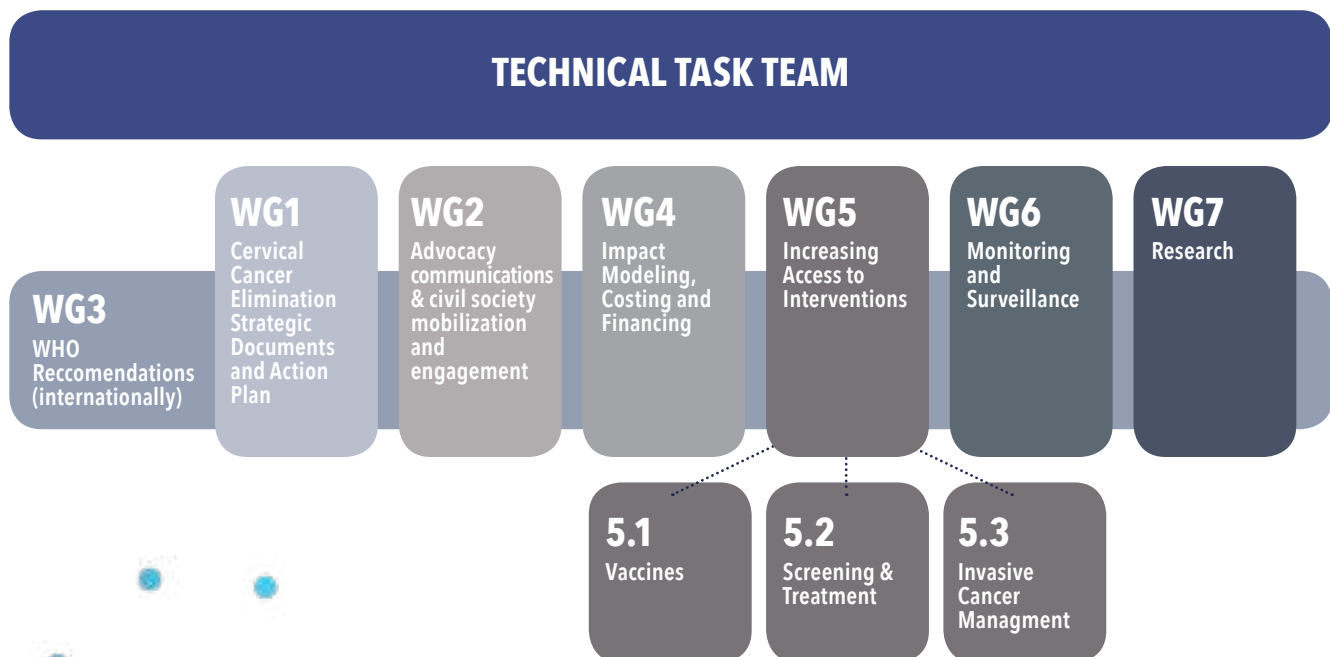 TECHNICAL TASK TEAM
WG3
WHO
Reccomendations
(internationally)
WG1
Cervical
Cancer
Elimination
Strategic
Documents
and Action
Plan
WG2
Advocacy
communications
& civil society
mobilization
and
engagement
WG4
Impact
Modeling,
Costing and
Financing
WG5
Increasing
Access to
Interventions
WG6
Monitoring
and
Surveillance
WG7
Research
5.1
Vaccines
5.2
Screening &
Treatment
5.3
Invasive
Cancer
Managment